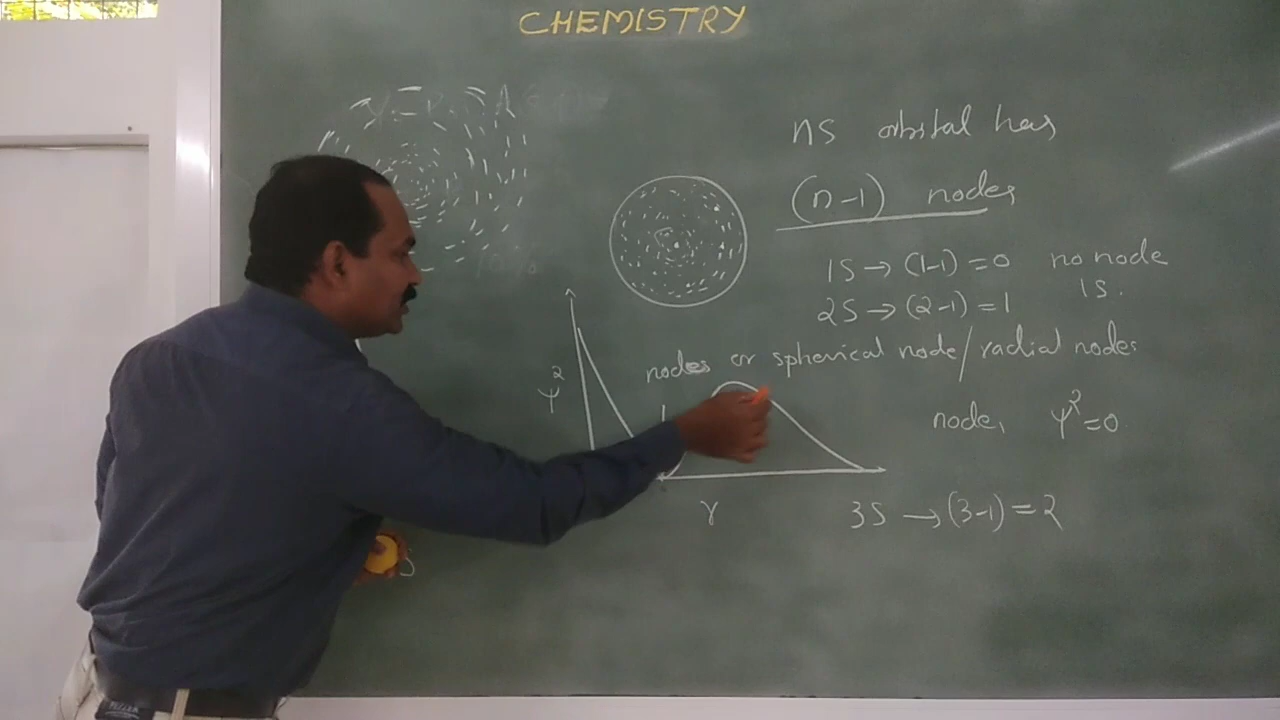 CHEMISTRY
ns orbital has
(n-1) nodes
1S → (1-1) = 0 no node
1S.
2S → (2-1) = 1
nodes or spherical node/radial nodes
ψ²
node, ψ² = 0
r
3S → (3-1) = 2